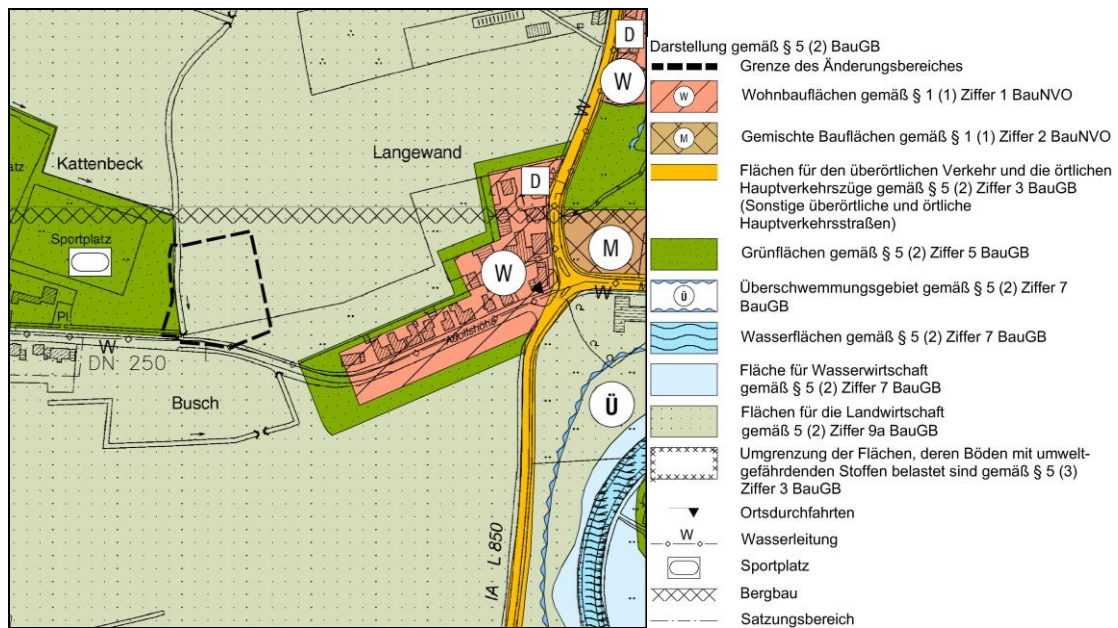 D
W
W
Kattenbeck
Langewand
atz
D
Sportplatz
M
W
W
Pl.
W
DN 250
Busch
Ü
IA L 850
Darstellung gemäß § 5 (2) BauGB
Grenze des Änderungsbereiches
W
Wohnbauflächen gemäß § 1 (1) Ziffer 1 BauNVO
M
Gemischte Bauflächen gemäß § 1 (1) Ziffer 2 BauNVO
Flächen für den überörtlichen Verkehr und die örtlichen
Hauptverkehrszüge gemäß § 5 (2) Ziffer 3 BauGB
(Sonstige überörtliche und örtliche
Hauptverkehrsstraßen)
Grünflächen gemäß § 5 (2) Ziffer 5 BauGB
Ü
Überschwemmungsgebiet gemäß § 5 (2) Ziffer 7
BauGB
Wasserflächen gemäß § 5 (2) Ziffer 7 BauGB
Fläche für Wasserwirtschaft
gemäß § 5 (2) Ziffer 7 BauGB
Flächen für die Landwirtschaft
gemäß 5 (2) Ziffer 9a BauGB
Umgrenzung der Flächen, deren Böden mit umwelt-
gefährdenden Stoffen belastet sind gemäß § 5 (3)
Ziffer 3 BauGB
Ortsdurchfahrten
W
Wasserleitung
Sportplatz
Bergbau
Satzungsbereich